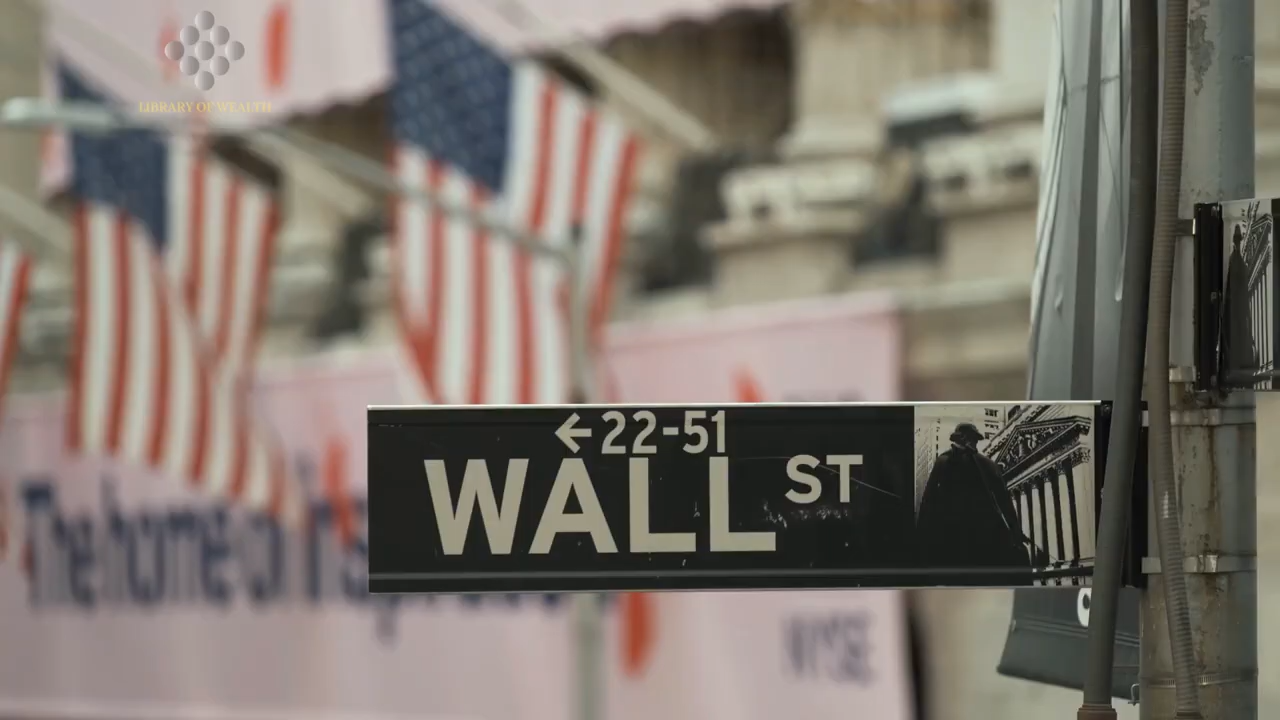 LIBRARY OF WEALTH
←22-51
WALL ST
The home of
NYSE